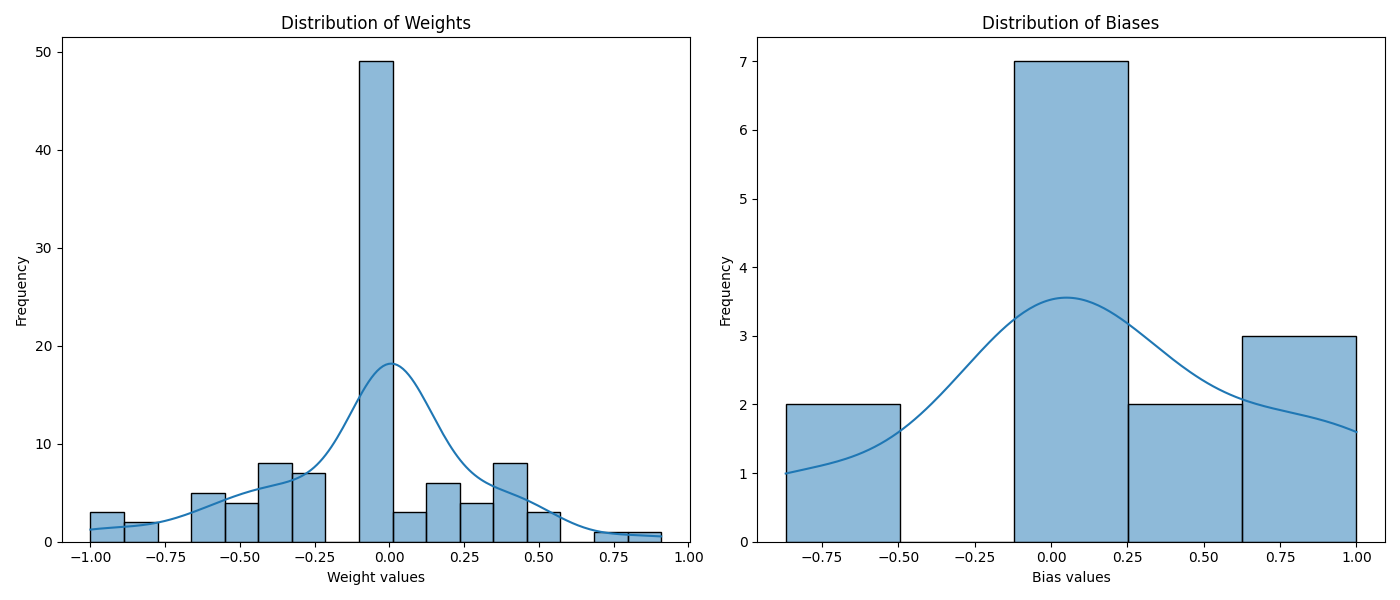 Distribution of Weights
50
40
30
20
10
0
Frequency
−1.00 −0.75 −0.50 −0.25 0.00 0.25 0.50 0.75 1.00
Weight values
Distribution of Biases
7
6
5
4
3
2
1
0
Frequency
−0.75 −0.50 −0.25 0.00 0.25 0.50 0.75 1.00
Bias values